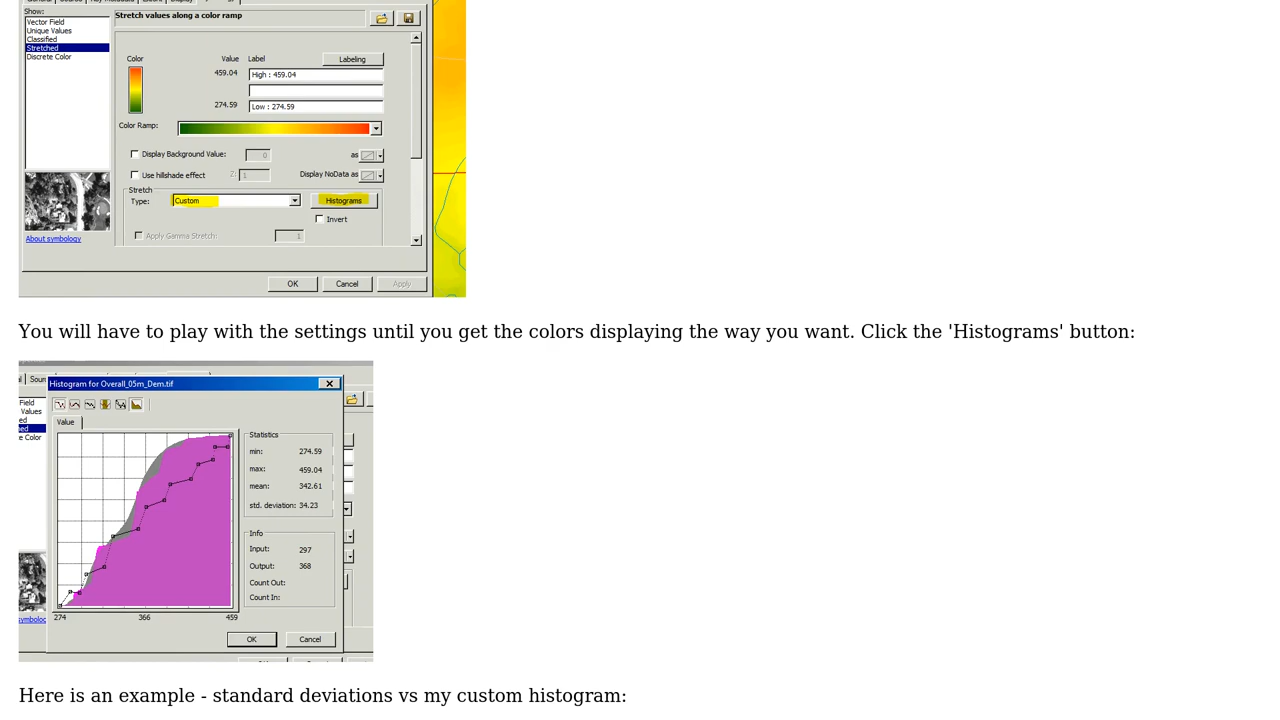 Show:
Vector Field
Unique Values
Classified
Stretched
Discrete Color
About symbology
Stretch values along a color ramp
Color Value Label Labeling
459.04 High : 459.04
274.59 Low : 274.59
Color Ramp:
Display Background Value: 0 as
Use hillshade effect Z: 1 Display NoData as
Stretch
Type: Custom Histograms
Invert
Apply Gamma Stretch: 1
OK Cancel Apply
You will have to play with the settings until you get the colors displaying the way you want. Click the 'Histograms' button:
Histogram for Overall_05m_Dem.tif
Field
Values
ed
ed
e Color
symbolo
Value
Statistics
min: 274.59
max: 459.04
mean: 342.61
std. deviation: 34.23
Info
Input: 297
Output: 368
Count Out:
Count In:
274 366 459
OK Cancel
Here is an example - standard deviations vs my custom histogram: